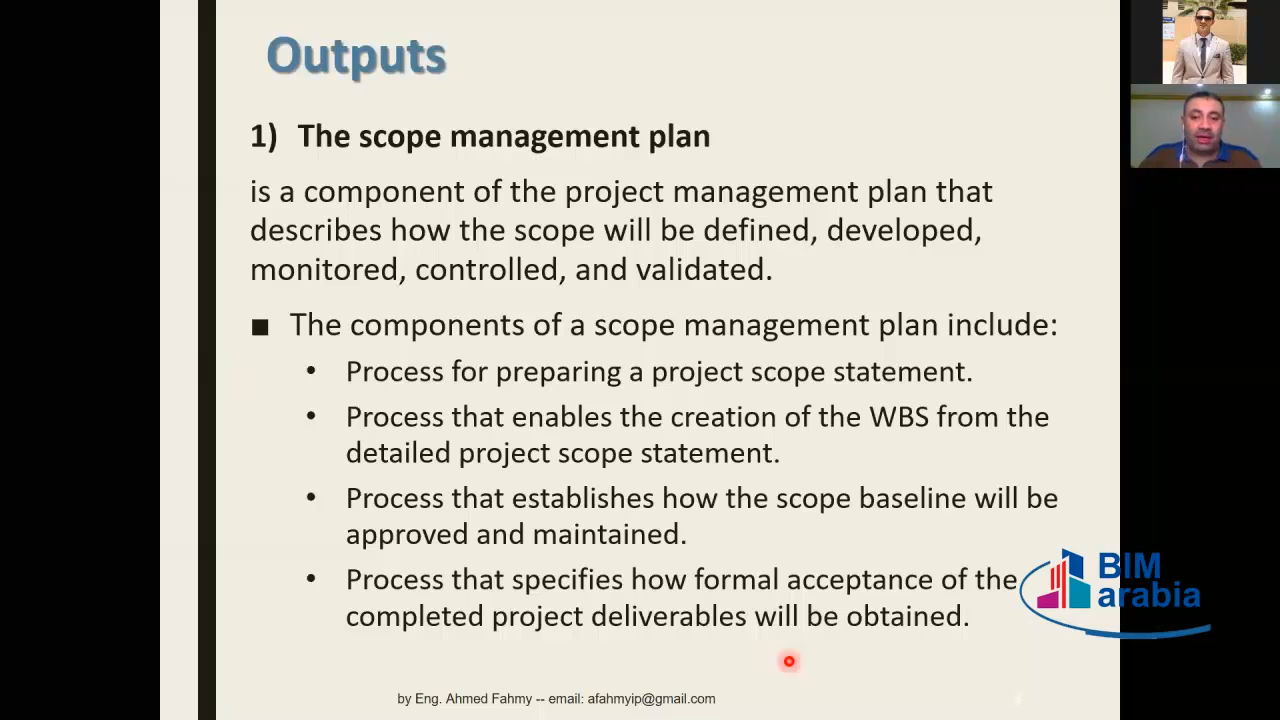 Outputs
1) The scope management plan
is a component of the project management plan that
describes how the scope will be defined, developed,
monitored, controlled, and validated.
■ The components of a scope management plan include:
• Process for preparing a project scope statement.
• Process that enables the creation of the WBS from the
detailed project scope statement.
• Process that establishes how the scope baseline will be
approved and maintained.
• Process that specifies how formal acceptance of the
completed project deliverables will be obtained.
BIM
arabia
by Eng. Ahmed Fahmy -- email: afahmyip@gmail.com